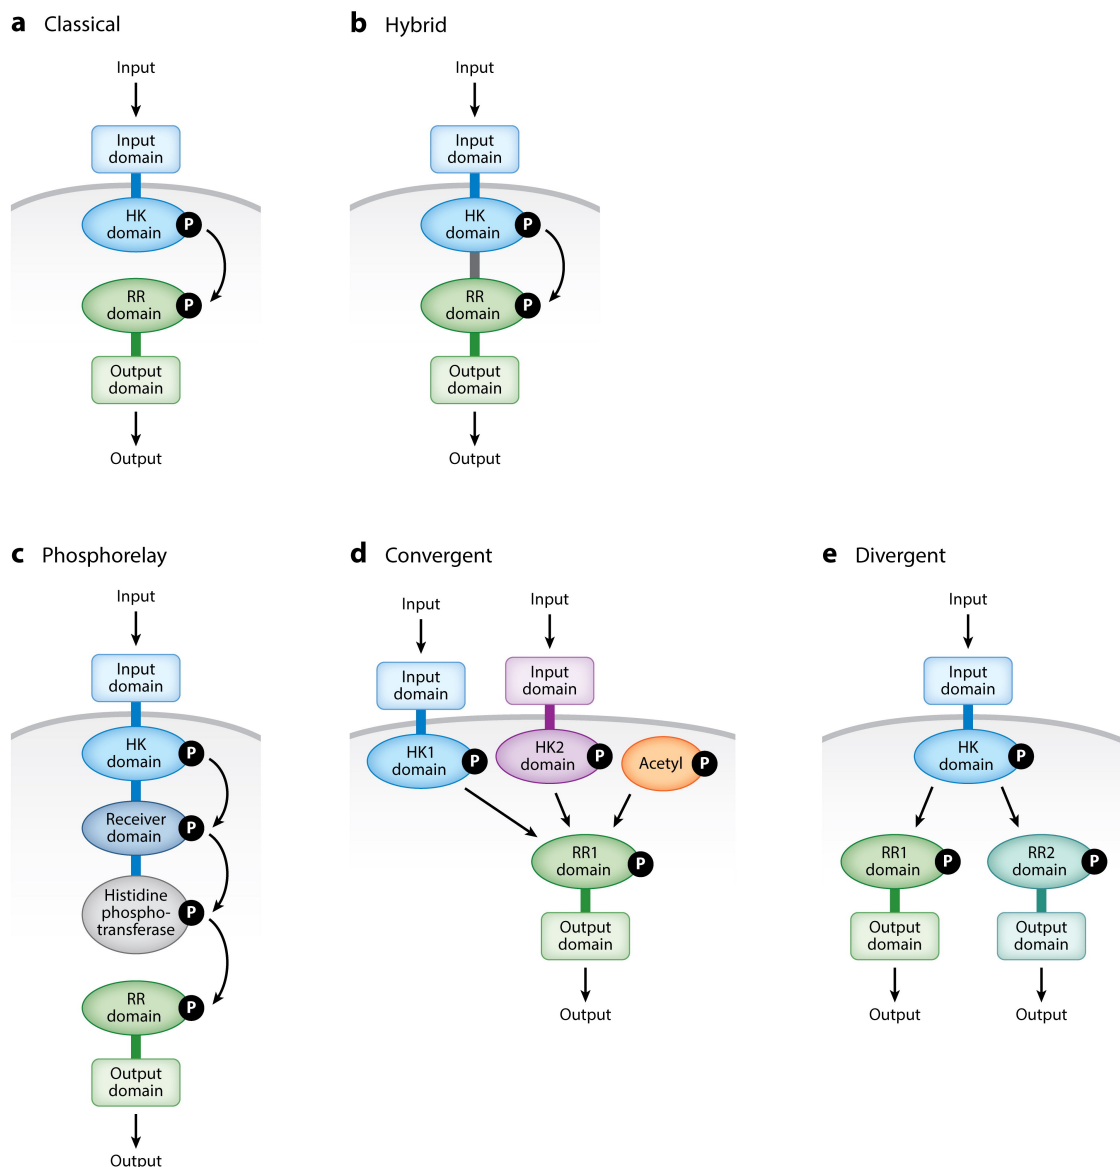 a Classical
Input
Input
domain
HK
domain
P
RR
domain
P
Output
domain
Output
b Hybrid
Input
Input
domain
HK
domain
P
RR
domain
P
Output
domain
Output
c Phosphorelay
Input
Input
domain
HK
domain
P
Receiver
domain
P
Histidine
phospho-
transferase
P
RR
domain
P
Output
domain
Output
d Convergent
Input
Input
Input
domain
Input
domain
HK1
domain
P
HK2
domain
P
Acetyl
P
RR1
domain
P
Output
domain
Output
e Divergent
Input
Input
domain
HK
domain
P
RR1
domain
P
RR2
domain
P
Output
domain
Output
domain
Output
Output